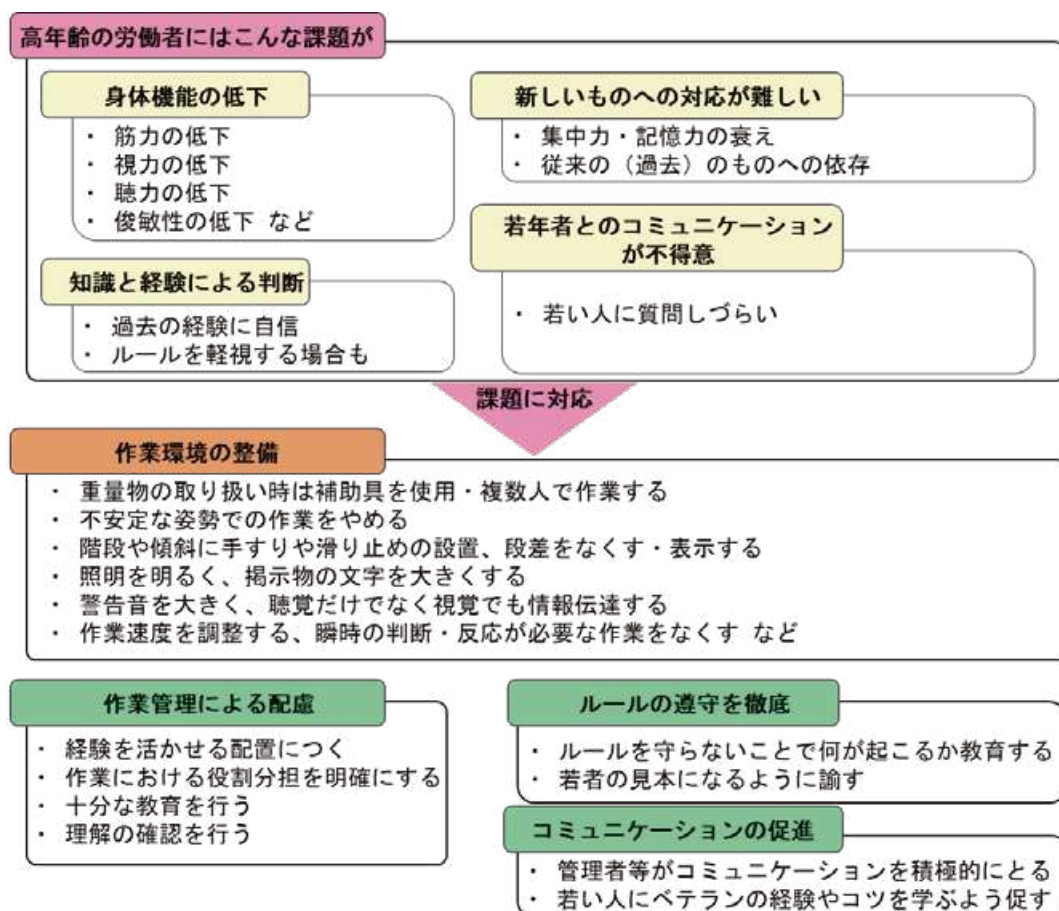 高年齢の労働者にはこんな課題が
身体機能の低下
・ 筋力の低下
・ 視力の低下
・ 聴力の低下
・ 俊敏性の低下 など
知識と経験による判断
・ 過去の経験に自信
・ ルールを軽視する場合も
新しいものへの対応が難しい
・ 集中力・記憶力の衰え
・ 従来の（過去）のものへの依存
若年者とのコミュニケーション
が不得意
・ 若い人に質問しづらい
課題に対応
作業環境の整備
・ 重量物の取り扱い時は補助具を使用・複数人で作業する
・ 不安定な姿勢での作業をやめる
・ 階段や傾斜に手すりや滑り止めの設置、段差をなくす・表示する
・ 照明を明るく、掲示物の文字を大きくする
・ 警告音を大きく、聴覚だけでなく視覚でも情報伝達する
・ 作業速度を調整する、瞬時の判断・反応が必要な作業をなくす など
作業管理による配慮
・ 経験を活かせる配置につく
・ 作業における役割分担を明確にする
・ 十分な教育を行う
・ 理解の確認を行う
ルールの遵守を徹底
・ ルールを守らないことで何が起こるか教育する
・ 若者の見本になるように諭す
コミュニケーションの促進
・ 管理者等がコミュニケーションを積極的にとる
・ 若い人にベテランの経験やコツを学ぶよう促す